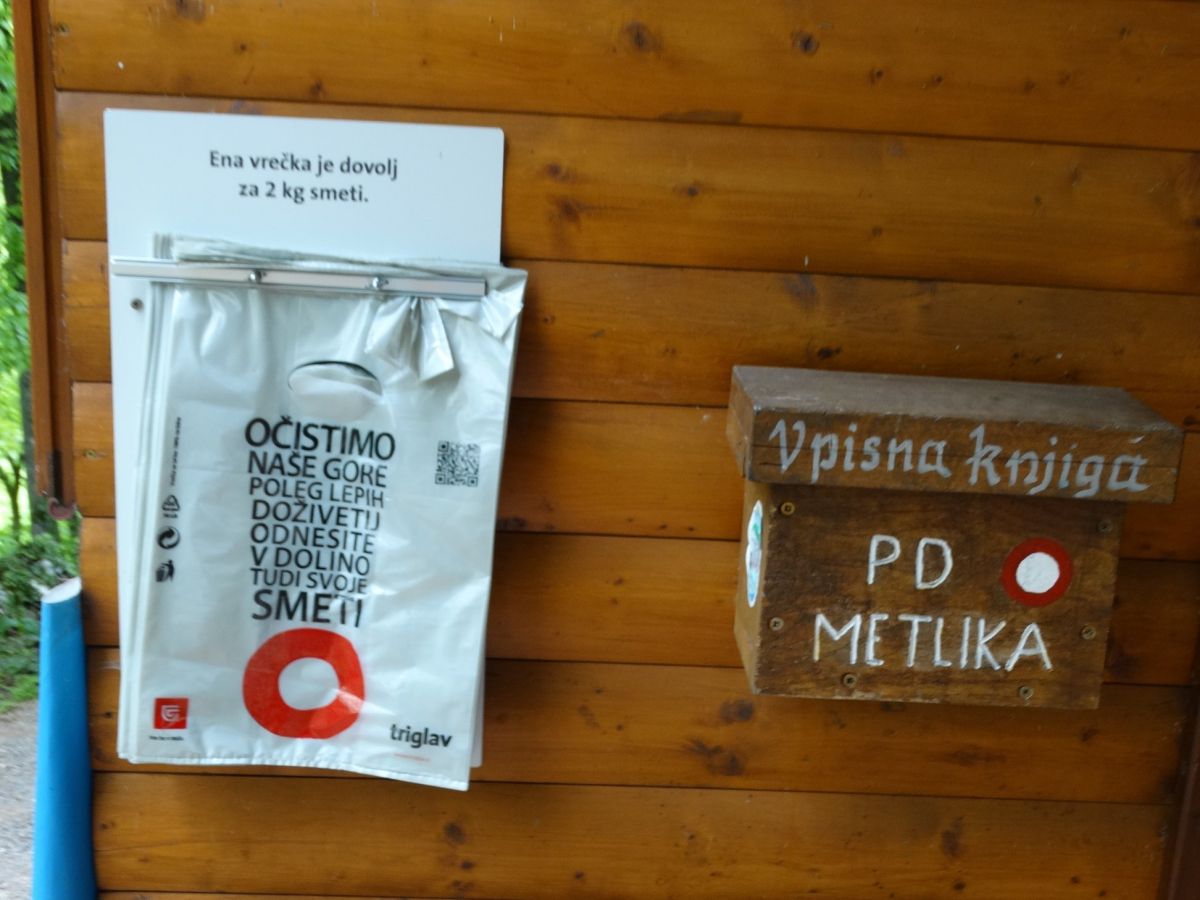 Ena vrečka je dovolj
za 2 kg smeti.
OČISTIMO
NAŠE GORE
POLEG LEPIH
DOŽIVETIJ
ODNESITE
V DOLINO
TUDI SVOJE
SMETI
triglav
Vpisna knjiga
PD
METLIKA